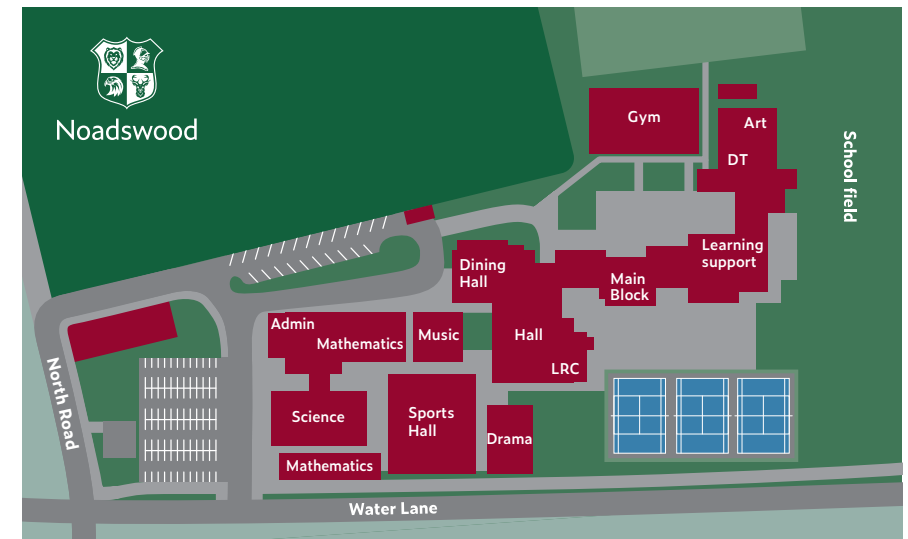 Noadswood
Gym
Art
DT
School field
Learning
support
Dining
Hall
Main
Block
Admin
Mathematics
Music
Hall
LRC
North Road
Science
Sports
Hall
Drama
Mathematics
Water Lane